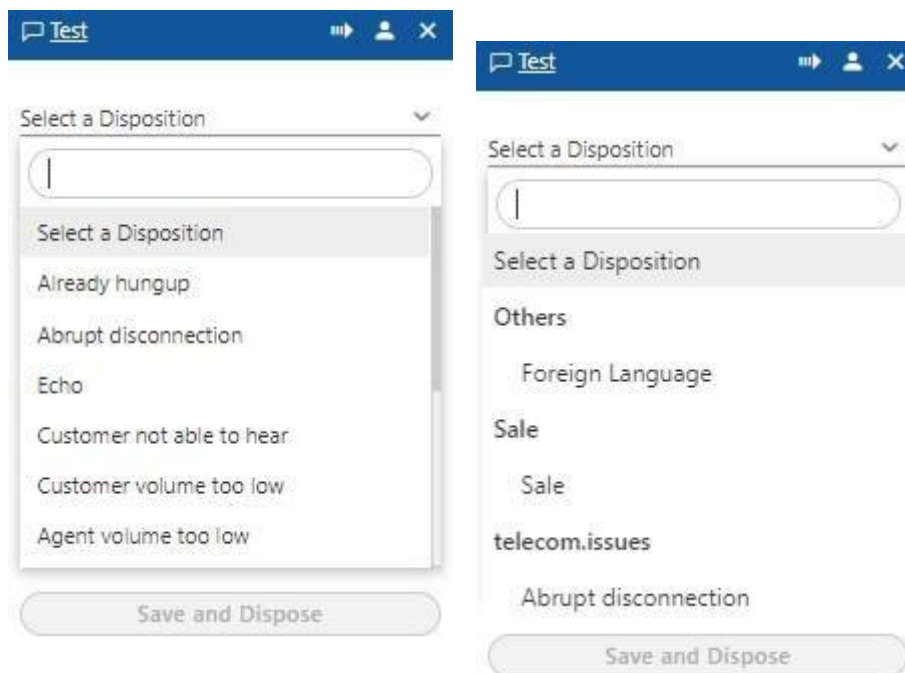 Test
Select a Disposition
Select a Disposition
Already hungup
Abrupt disconnection
Echo
Customer not able to hear
Customer volume too low
Agent volume too low
Save and Dispose
Test
Select a Disposition
Select a Disposition
Others
Foreign Language
Sale
Sale
telecom.issues
Abrupt disconnection
Save and Dispose